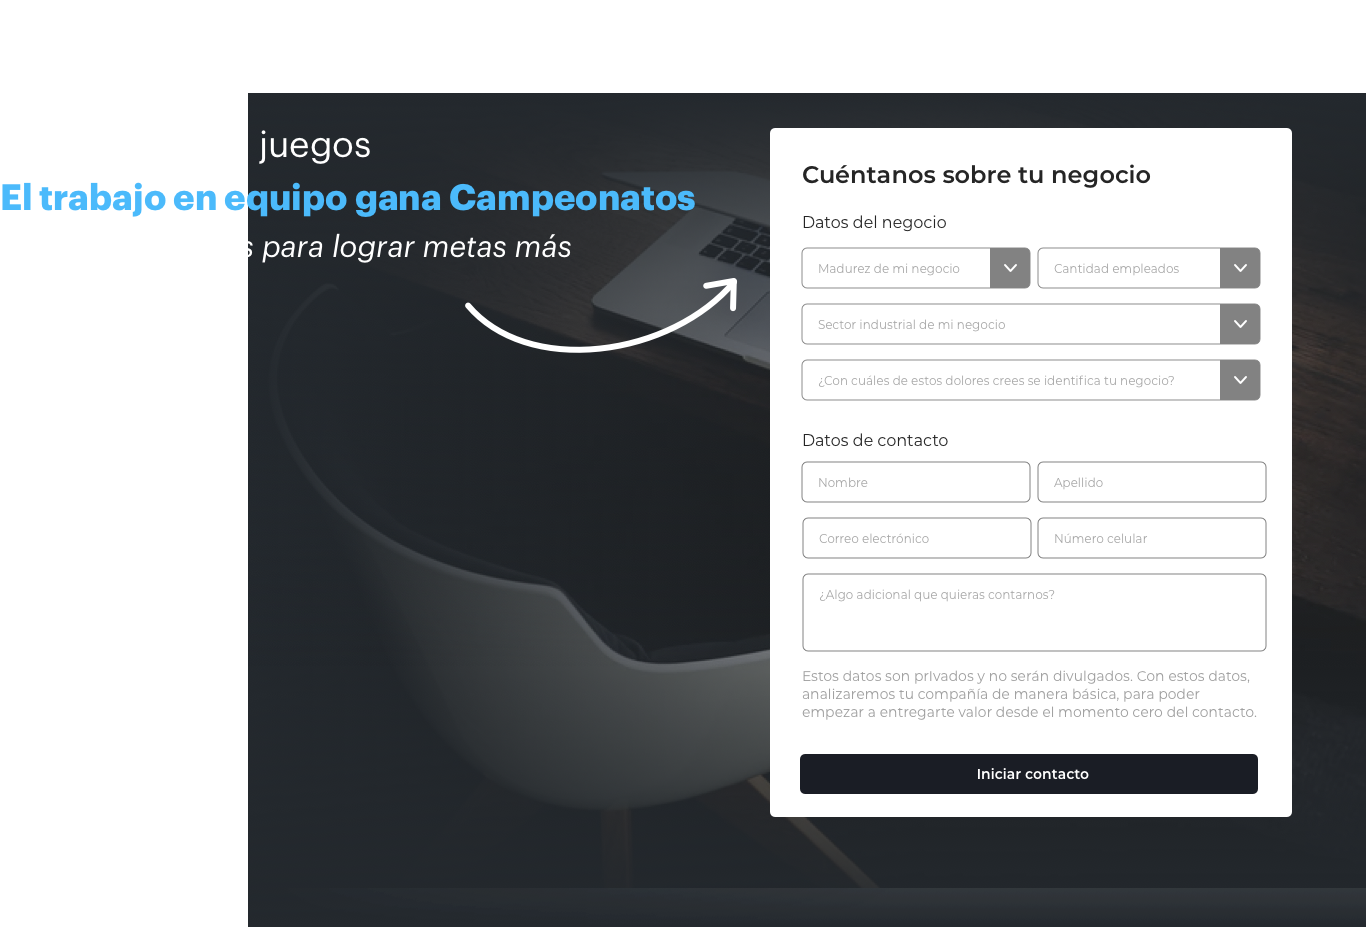 juegos
El trabajo en equipo gana Campeonatos
s para lograr metas más
Cuéntanos sobre tu negocio
Datos del negocio
Madurez de mi negocio
Cantidad empleados
Sector industrial de mi negocio
¿Con cuáles de estos dolores crees se identifica tu negocio?
Datos de contacto
Nombre
Apellido
Correo electrónico
Número celular
¿Algo adicional que quieras contarnos?
Estos datos son prIvados y no serán divulgados. Con estos datos,
analizaremos tu compañía de manera básica, para poder
empezar a entregarte valor desde el momento cero del contacto.
Iniciar contacto